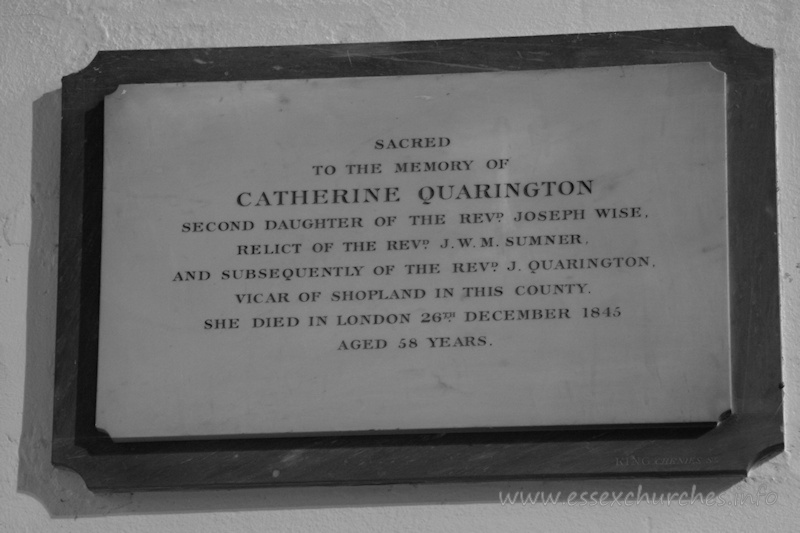 SACRED
TO THE MEMORY OF
CATHERINE QUARINGTON
SECOND DAUGHTER OF THE REVD. JOSEPH WISE,
RELICT OF THE REVD. J.W.M. SUMNER,
AND SUBSEQUENTLY OF THE REVD. J. QUARINGTON,
VICAR OF SHOPLAND IN THIS COUNTY.
SHE DIED IN LONDON 26TH. DECEMBER 1845
AGED 58 YEARS.
KING
www.essexchurches.info